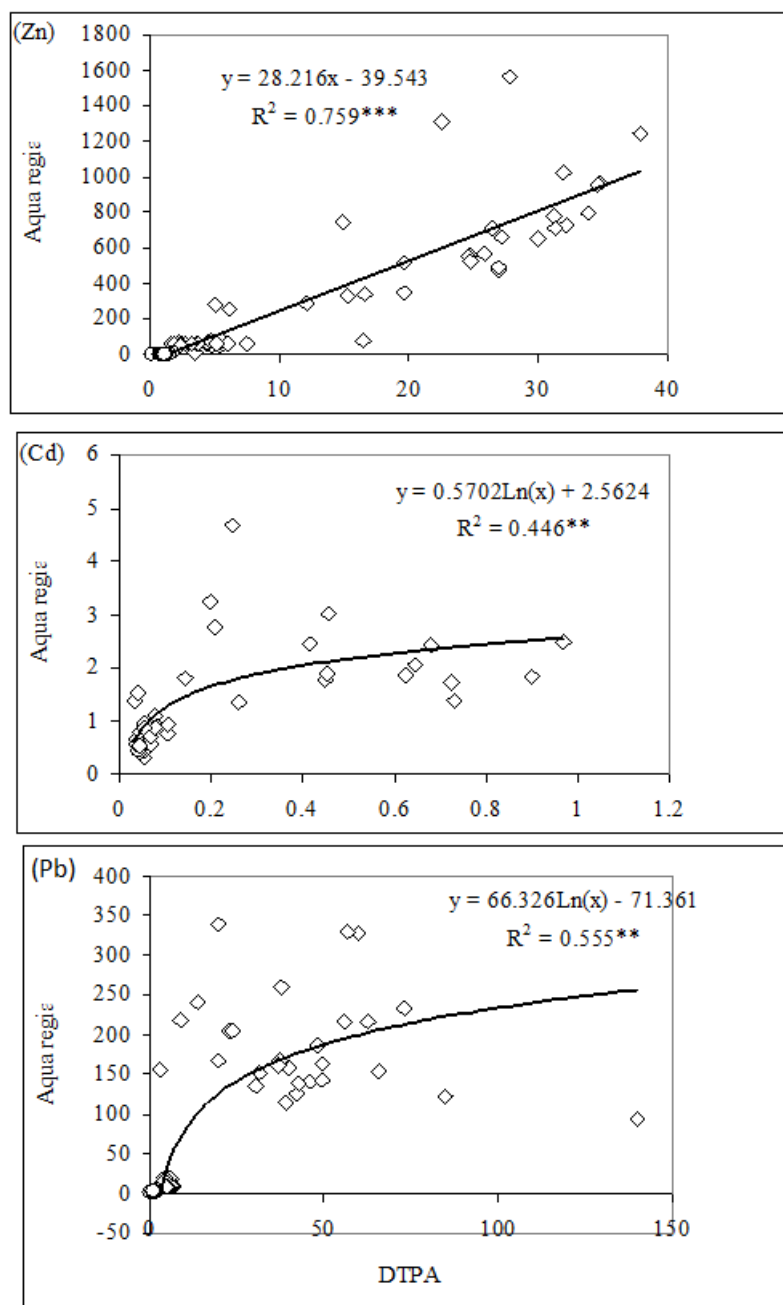 (Zn)
1800
1600
1400
1200
1000
800
600
400
200
0
y = 28.216x - 39.543
R² = 0.759***
Aqua regia
0 10 20 30 40
(Cd)
6
5
4
3
2
1
0
y = 0.5702Ln(x) + 2.5624
R² = 0.446**
Aqua regia
0 0.2 0.4 0.6 0.8 1 1.2
(Pb)
400
350
300
250
200
150
100
50
0
-50
y = 66.326Ln(x) - 71.361
R² = 0.555**
Aqua regia
0 50 100 150
DTPA